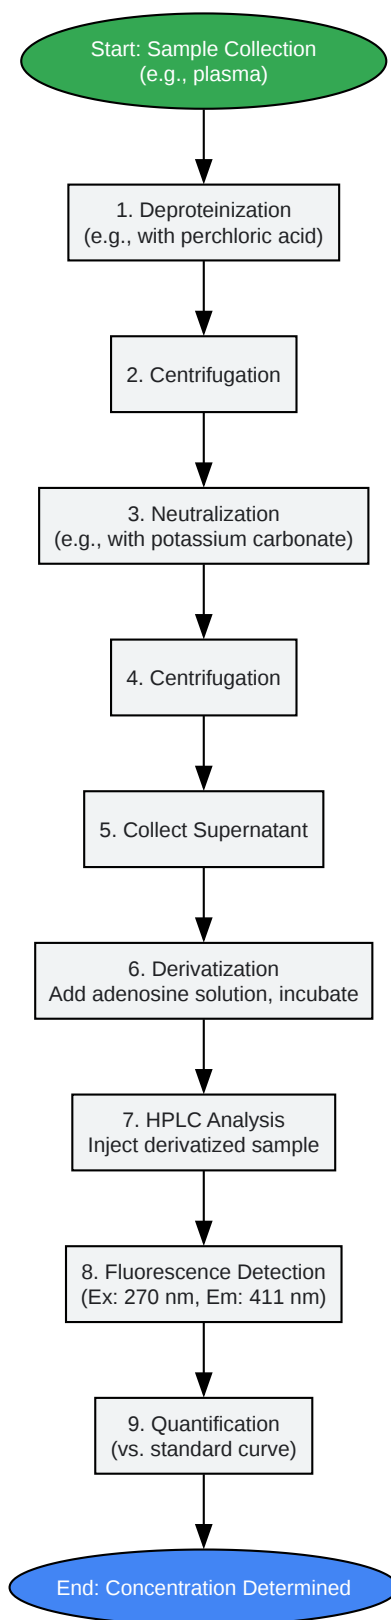 Start: Sample Collection
(e.g., plasma)
1. Deproteinization
(e.g., with perchloric acid)
2. Centrifugation
3. Neutralization
(e.g., with potassium carbonate)
4. Centrifugation
5. Collect Supernatant
6. Derivatization
Add adenosine solution, incubate
7. HPLC Analysis
Inject derivatized sample
8. Fluorescence Detection
(Ex: 270 nm, Em: 411 nm)
9. Quantification
(vs. standard curve)
End: Concentration Determined